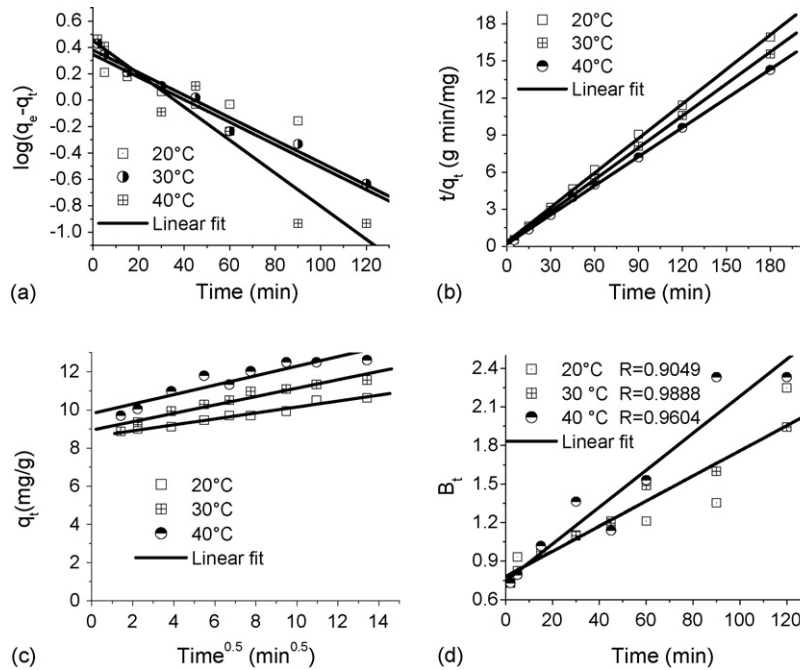 0.6
0.4
0.2
0.0
-0.2
-0.4
-0.6
-0.8
-1.0
log(qe-qt)
20°C
30°C
40°C
Linear fit
0 20 40 60 80 100 120
Time (min)
(a)
18
15
12
9
6
3
0
t/qt (g min/mg)
20°C
30°C
40°C
Linear fit
0 30 60 90 120 150 180
Time (min)
(b)
12
10
8
6
4
2
0
qt(mg/g)
20°C
30°C
40°C
Linear fit
0 2 4 6 8 10 12 14
Time0.5 (min0.5)
(c)
2.4
2.1
1.8
1.5
1.2
0.9
0.6
Bt
20°C R=0.9049
30 °C R=0.9888
40 °C R=0.9604
Linear fit
0 20 40 60 80 100 120
Time (min)
(d)